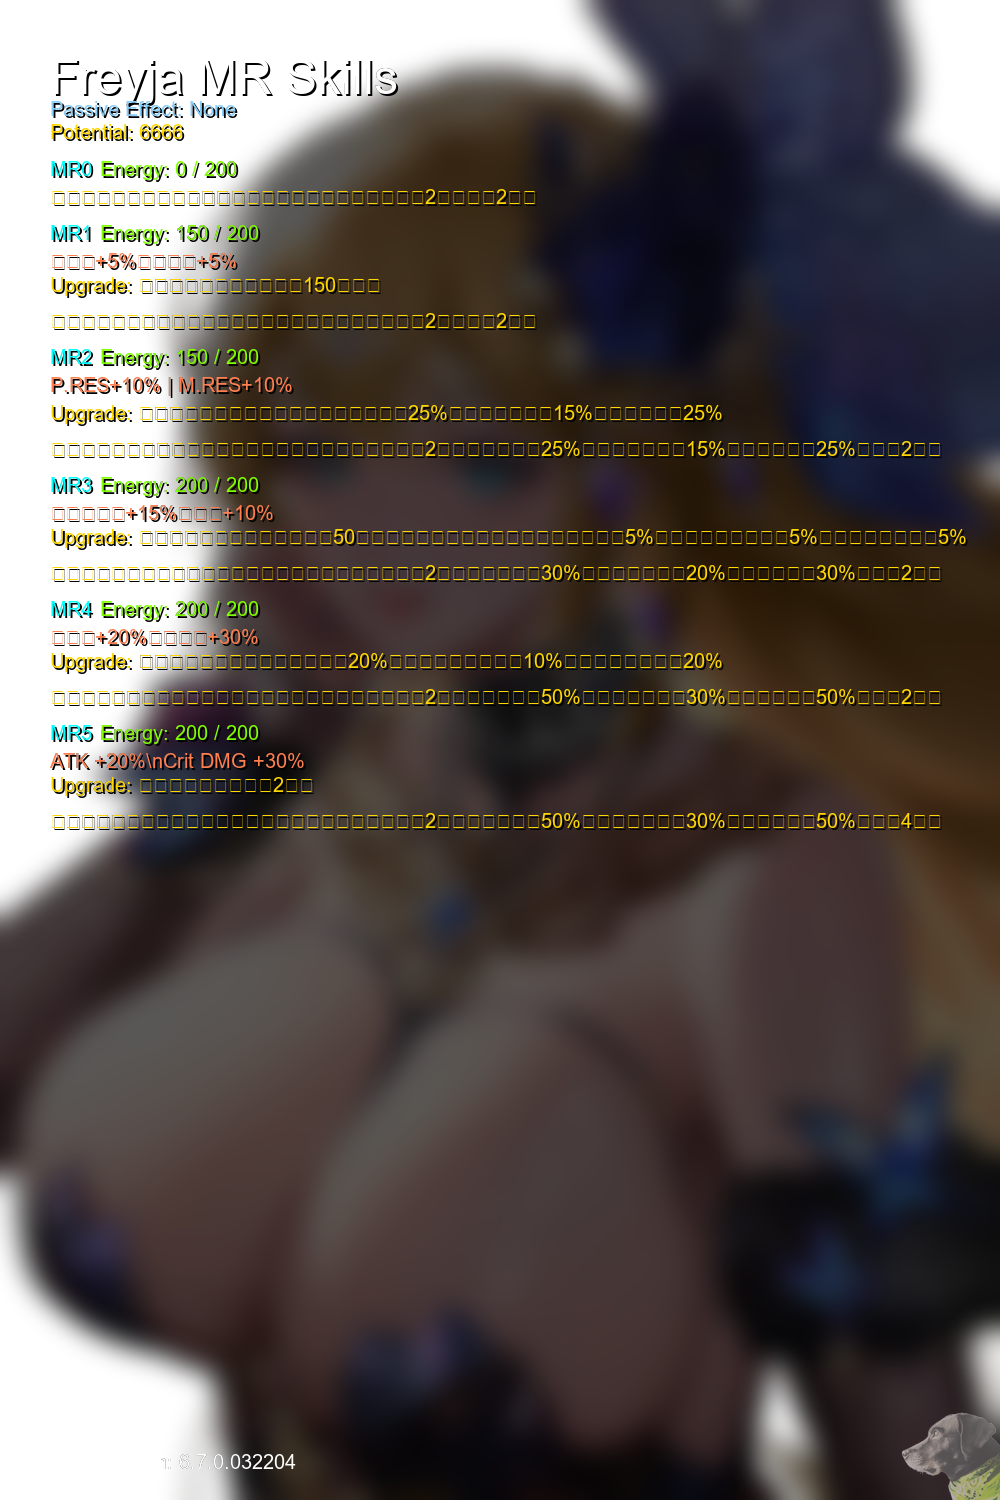 Freyja MR Skills
Passive Effect: None
Potential: 6666
MR0 Energy: 0 / 200
□□□□□□□□□□□□□□□□□□□□□□□□□2□□□□2□□
MR1 Energy: 150 / 200
□□□+5%□□□□+5%
Upgrade: □□□□□□□□□□□150□□□
□□□□□□□□□□□□□□□□□□□□□□□□□2□□□□2□□
MR2 Energy: 150 / 200
P.RES+10% | M.RES+10%
Upgrade: □□□□□□□□□□□□□□□□□□25%□□□□□□□15%□□□□□□25%
□□□□□□□□□□□□□□□□□□□□□□□□□2□□□□□□□25%□□□□□□□15%□□□□□□25%□□□2□□
MR3 Energy: 200 / 200
□□□□□+15%□□□+10%
Upgrade: □□□□□□□□□□□□□50□□□□□□□□□□□□□□□□□□5%□□□□□□□□□5%□□□□□□□□5%
□□□□□□□□□□□□□□□□□□□□□□□□□2□□□□□□□30%□□□□□□□20%□□□□□□30%□□□2□□
MR4 Energy: 200 / 200
□□□+20%□□□□+30%
Upgrade: □□□□□□□□□□□□□□20%□□□□□□□□□10%□□□□□□□□20%
□□□□□□□□□□□□□□□□□□□□□□□□□2□□□□□□□50%□□□□□□□30%□□□□□□50%□□□2□□
MR5 Energy: 200 / 200
ATK +20%\nCrit DMG +30%
Upgrade: □□□□□□□□□2□□
□□□□□□□□□□□□□□□□□□□□□□□□□2□□□□□□□50%□□□□□□□30%□□□□□□50%□□□4□□
6.7.0.032204